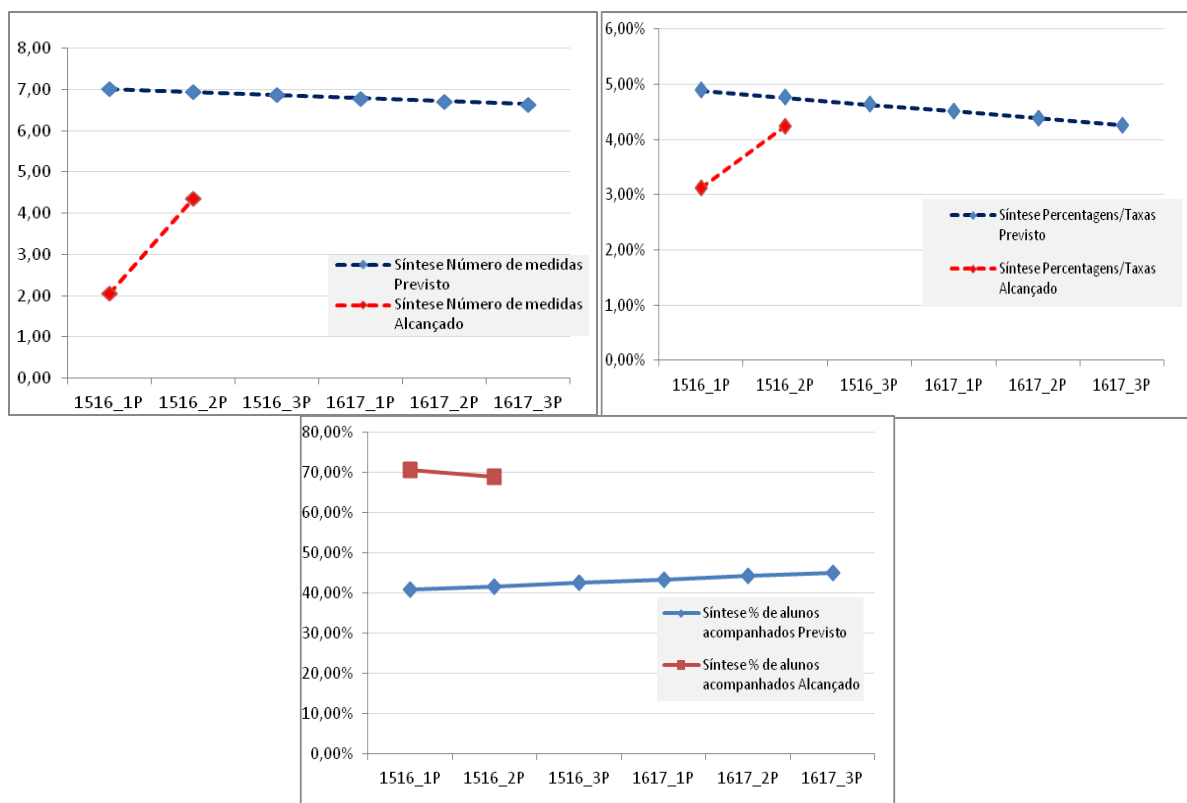 8,00
7,00
6,00
5,00
4,00
3,00
2,00
1,00
0,00
Síntese Número de medidas
Previsto
Síntese Número de medidas
Alcançado
1516_1P 1516_2P 1516_3P 1617_1P 1617_2P 1617_3P
6,00%
5,00%
4,00%
3,00%
2,00%
1,00%
0,00%
Síntese Percentagens/Taxas
Previsto
Síntese Percentagens/Taxas
Alcançado
1516_1P 1516_2P 1516_3P 1617_1P 1617_2P 1617_3P
80,00%
70,00%
60,00%
50,00%
40,00%
30,00%
20,00%
10,00%
0,00%
Síntese % de alunos
acompanhados Previsto
Síntese % de alunos
acompanhados Alcançado
1516_1P 1516_2P 1516_3P 1617_1P 1617_2P 1617_3P